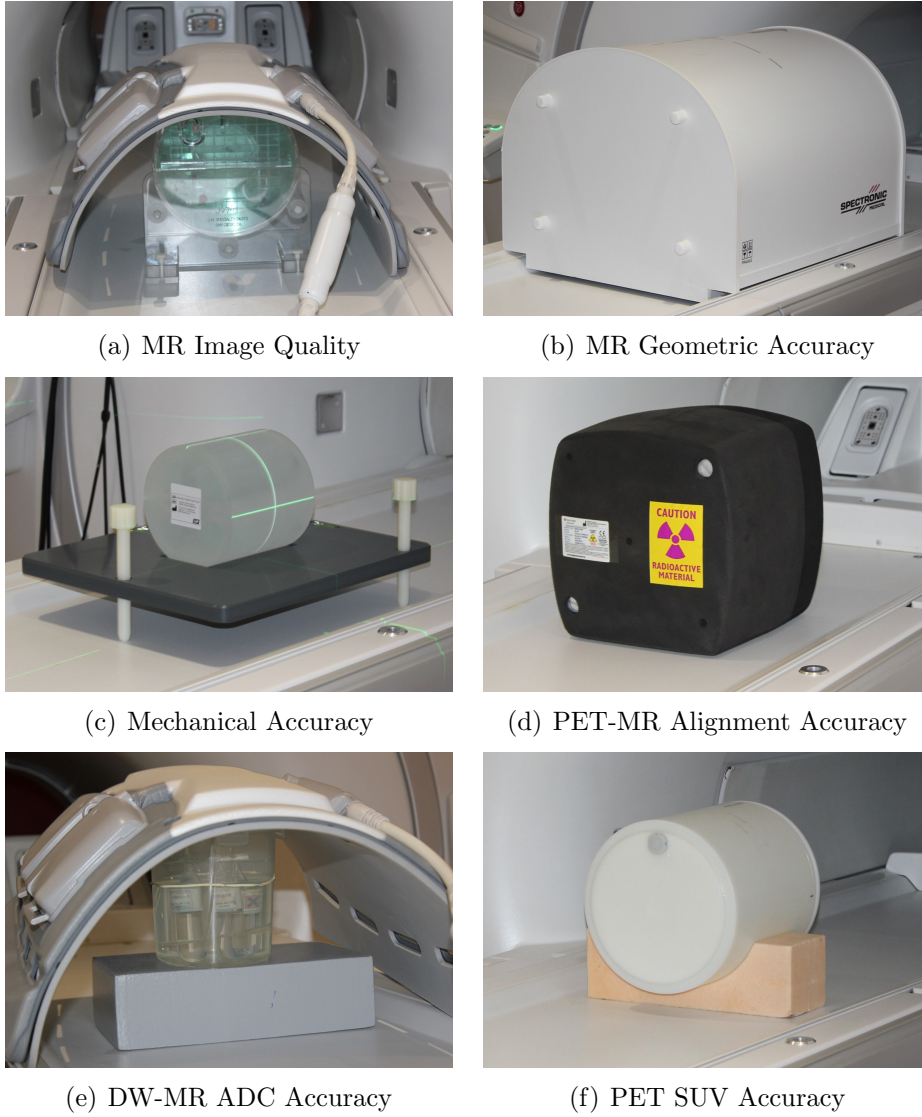 (a) MR Image Quality
SPECTRONIC
MEDICAL
(b) MR Geometric Accuracy
(c) Mechanical Accuracy
CAUTION
RADIOACTIVE
MATERIAL
(d) PET-MR Alignment Accuracy
(e) DW-MR ADC Accuracy
(f) PET SUV Accuracy